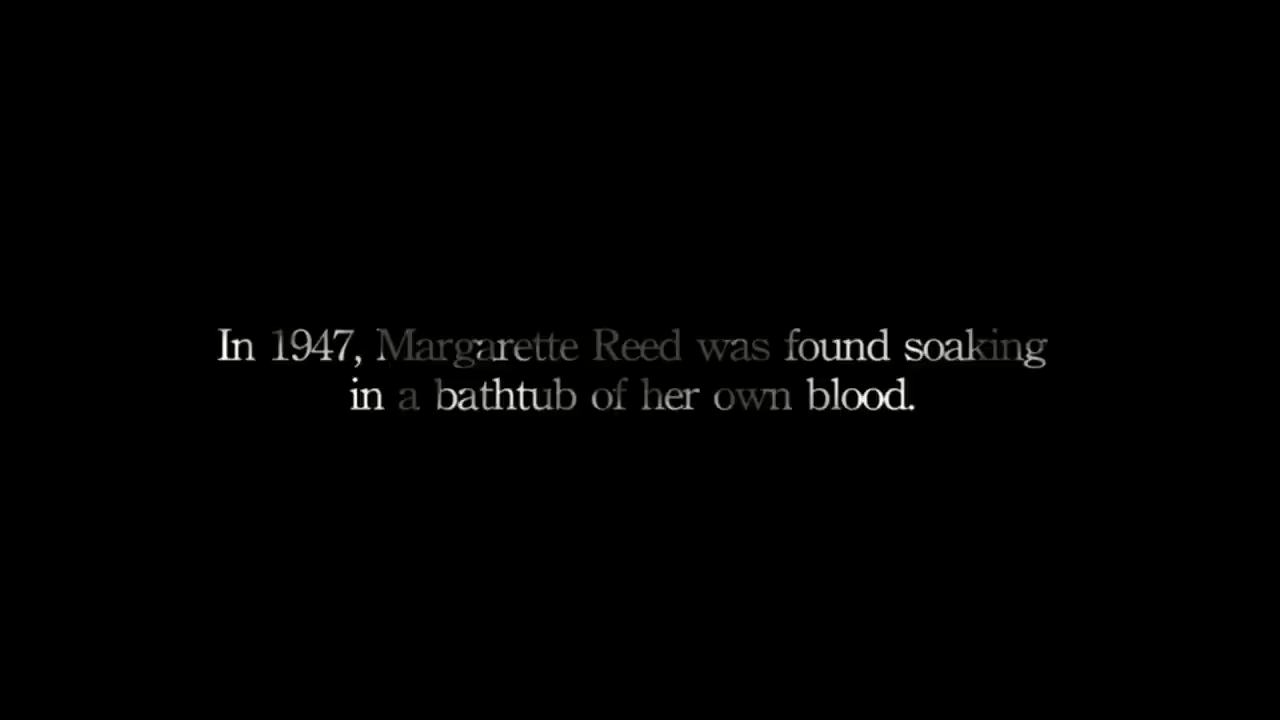 In 1947, Margarette Reed was found soaking
in a bathtub of her own blood.